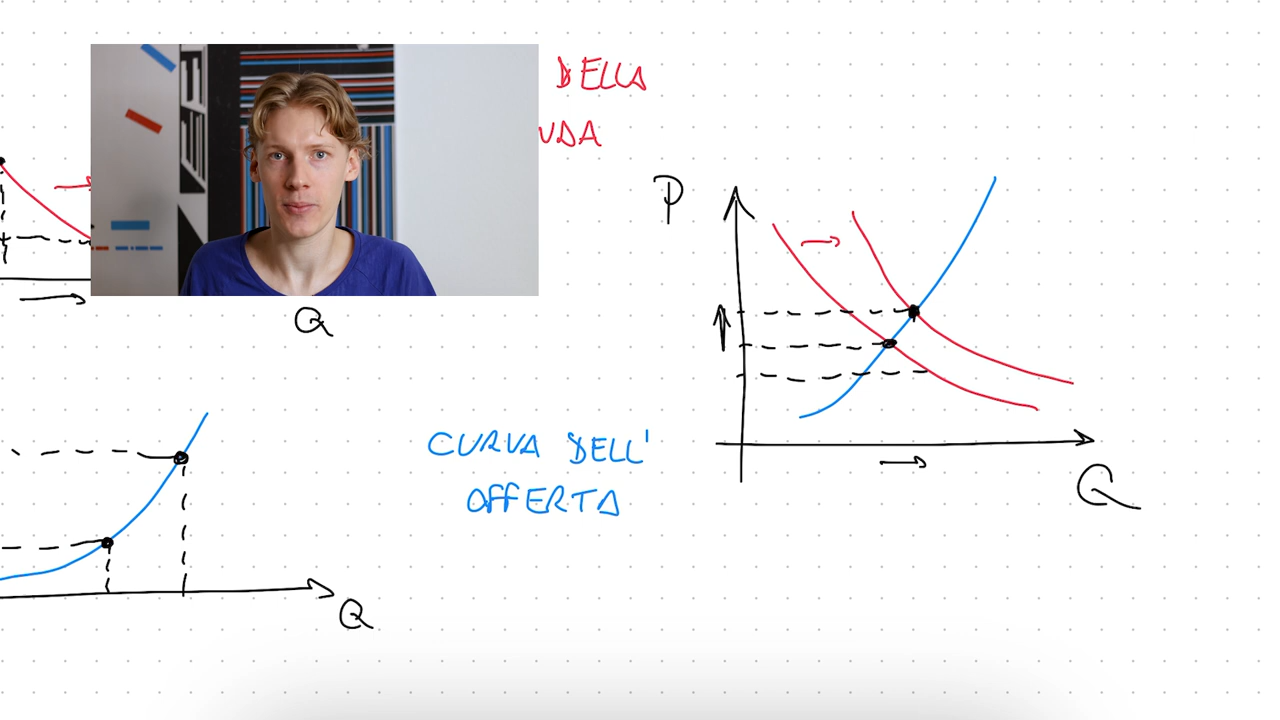 DELLA
NDA
P
Q
Q
CURVA DELL'
OFFERTA
Q